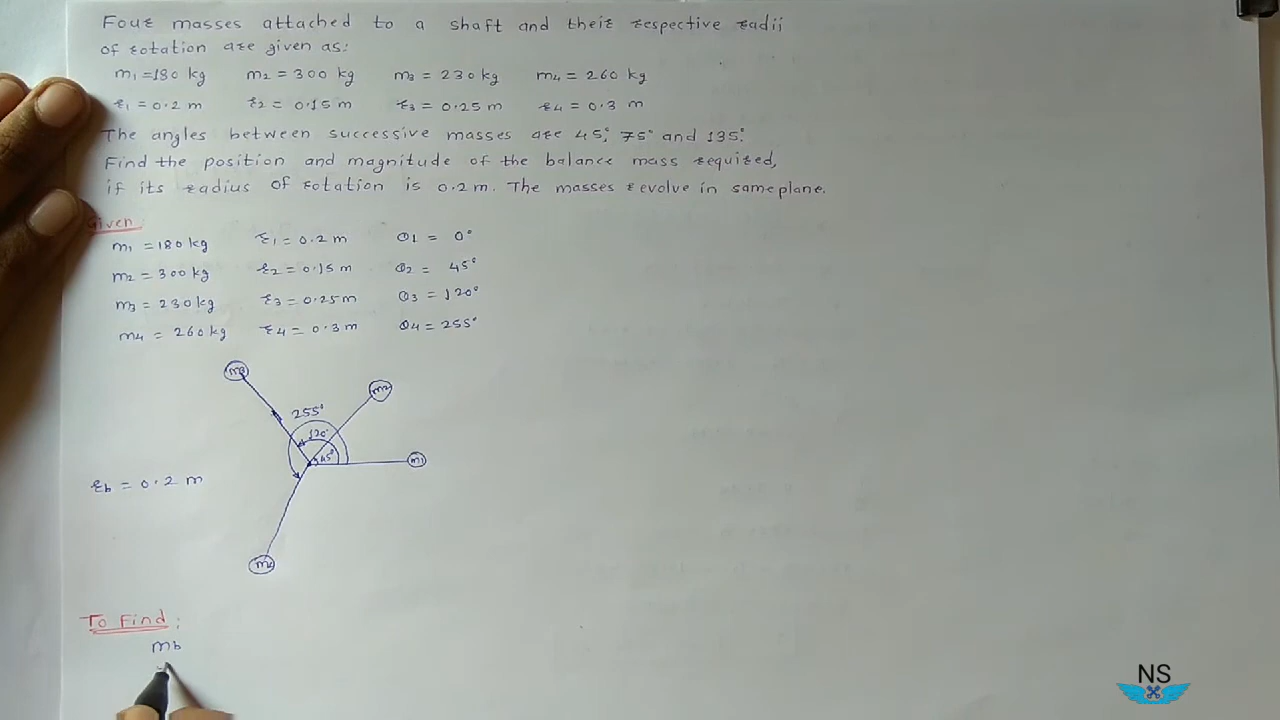 Four masses attached to a shaft and their respective radii
of rotation are given as:
m1 = 180 kg m2 = 300 kg m3 = 230 kg m4 = 260 kg
r1 = 0.2 m r2 = 0.15 m r3 = 0.25 m r4 = 0.3 m
The angles between successive masses are 45°, 75° and 135°.
Find the position and magnitude of the balance mass required,
if its radius of rotation is 0.2 m. The masses revolve in same plane.
Given:
m1 = 180 kg r1 = 0.2 m θ1 = 0°
m2 = 300 kg r2 = 0.15 m θ2 = 45°
m3 = 230 kg r3 = 0.25 m θ3 = 120°
m4 = 260 kg r4 = 0.3 m θ4 = 255°
m3
m2
255°
120°
45°
m1
rb = 0.2 m
m4
To Find:
mb
NS